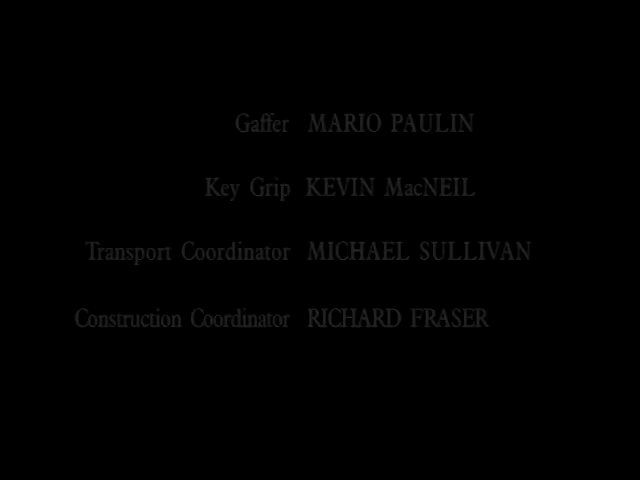 Gaffer MARIO PAULIN
Key Grip KEVIN MacNEIL
Transport Coordinator MICHAEL SULLIVAN
Construction Coordinator RICHARD FRASER